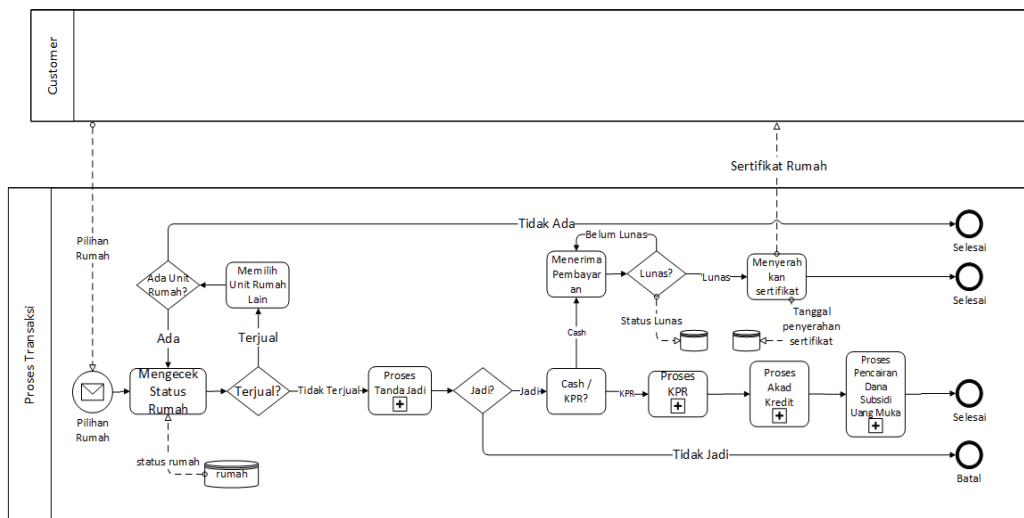 Customer
Sertifikat Rumah
Proses Transaksi
Tidak Ada
Selesai
Pilihan
Rumah
Ada Unit
Rumah?
Memilih
Unit Rumah
Lain
Belum Lunas
Menerima
Pembayar
an
Lunas?
Lunas
Menyerah
kan
sertifikat
Selesai
Status Lunas
Tanggal
penyerahan
sertifikat
Ada
Terjual
Cash
Pilihan
Rumah
Mengecek
Status
Rumah
Terjual?
Tidak Terjual
Proses
Tanda Jadi
Jadi?
Jadi
Cash /
KPR?
KPR
Proses
KPR
Proses
Akad
Kredit
Proses
Pencairan
Dana
Subsidi
Uang Muka
Selesai
status rumah
rumah
Tidak Jadi
Batal